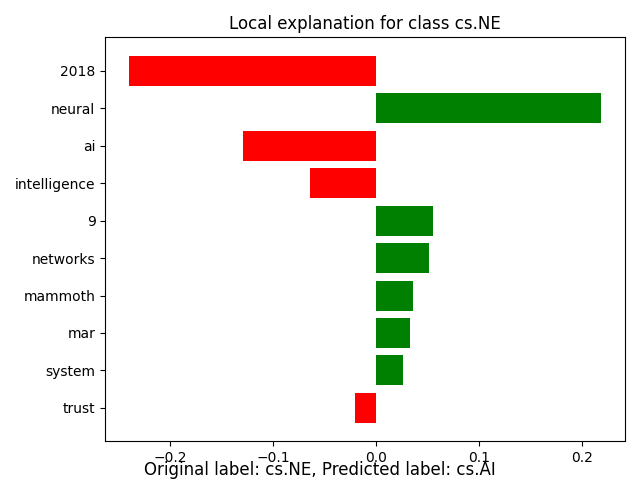 Local explanation for class cs.NE
2018
neural
ai
intelligence
9
networks
mammoth
mar
system
trust
−0.2 −0.1 0.0 0.1 0.2
Original label: cs.NE, Predicted label: cs.AI